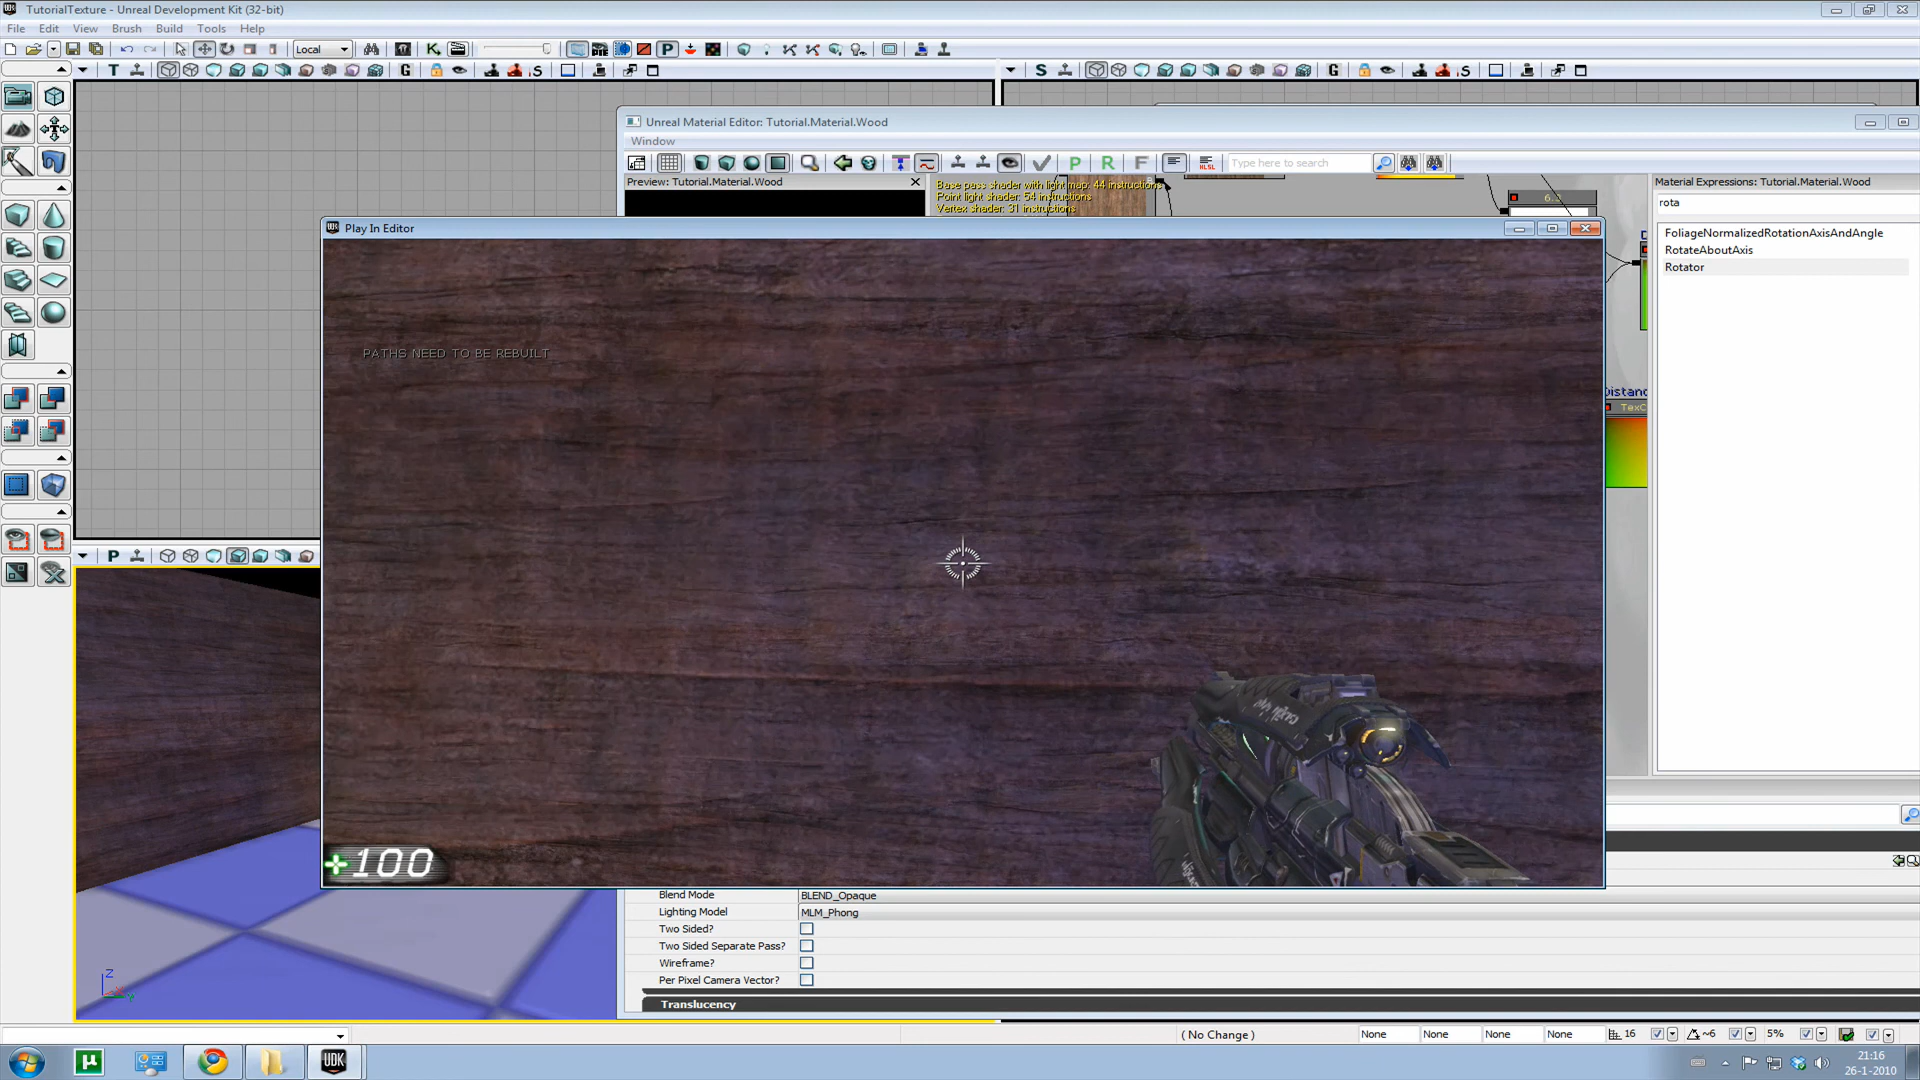 TutorialTexture - Unreal Development Kit (32-bit)
File Edit View Brush Build Tools Help
Local
Unreal Material Editor: Tutorial.Material.Wood
Window
Type here to search
Preview: Tutorial.Material.Wood
Base pass shader with light map: 44 instructions
Point light shader: 54 instructions
Vertex shader: 31 instructions
Material Expressions: Tutorial.Material.Wood
rota
FoliageNormalizedRotationAxisAndAngle
RotateAboutAxis
Rotator
Play In Editor
PATHS NEED TO BE REBUILT
Distanc
TexC
100
Blend Mode BLEND_Opaque
Lighting Model MLM_Phong
Two Sided?
Two Sided Separate Pass?
Wireframe?
Per Pixel Camera Vector?
Translucency
( No Change ) None None None None 16 ~6 5%
UDK
21:16
26-1-2010